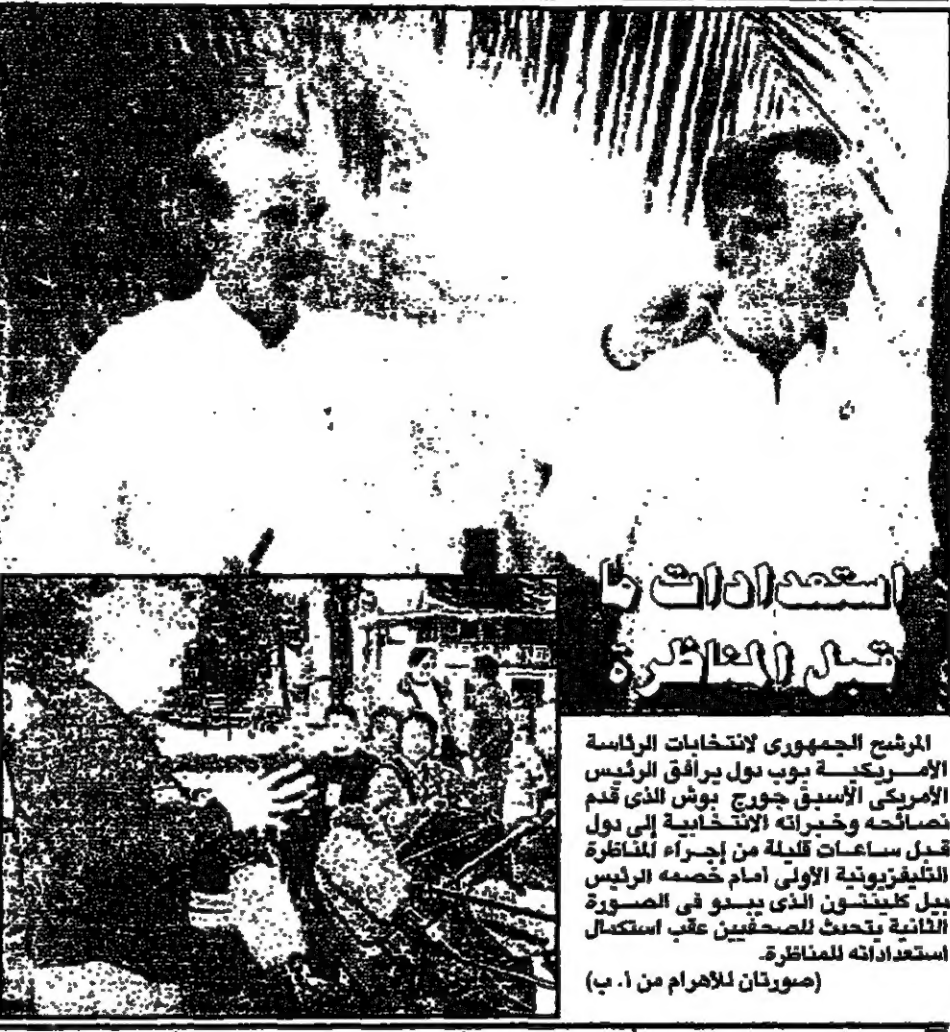 استعدادات ما
قبل المناظرة
المرشح الجمهورى لانتخابات الرئاسة
الأمــريكيــة بوب دول يرافق الرئيس
الأمريكى الأسبق جورج بوش الذى قدم
نصائحه وخبراته الانتخابية إلى دول
قبل ساعات قليلة من إجراء المناظرة
التليفزيونية الأولى أمام خصمه الرئيس
بيل كلينتون الذى يبدو فى الصورة
الثانية يتحدث للصحفيين عقب استكمال
استعداداته للمناظرة.
(صورتان للأهرام من أ. ب)